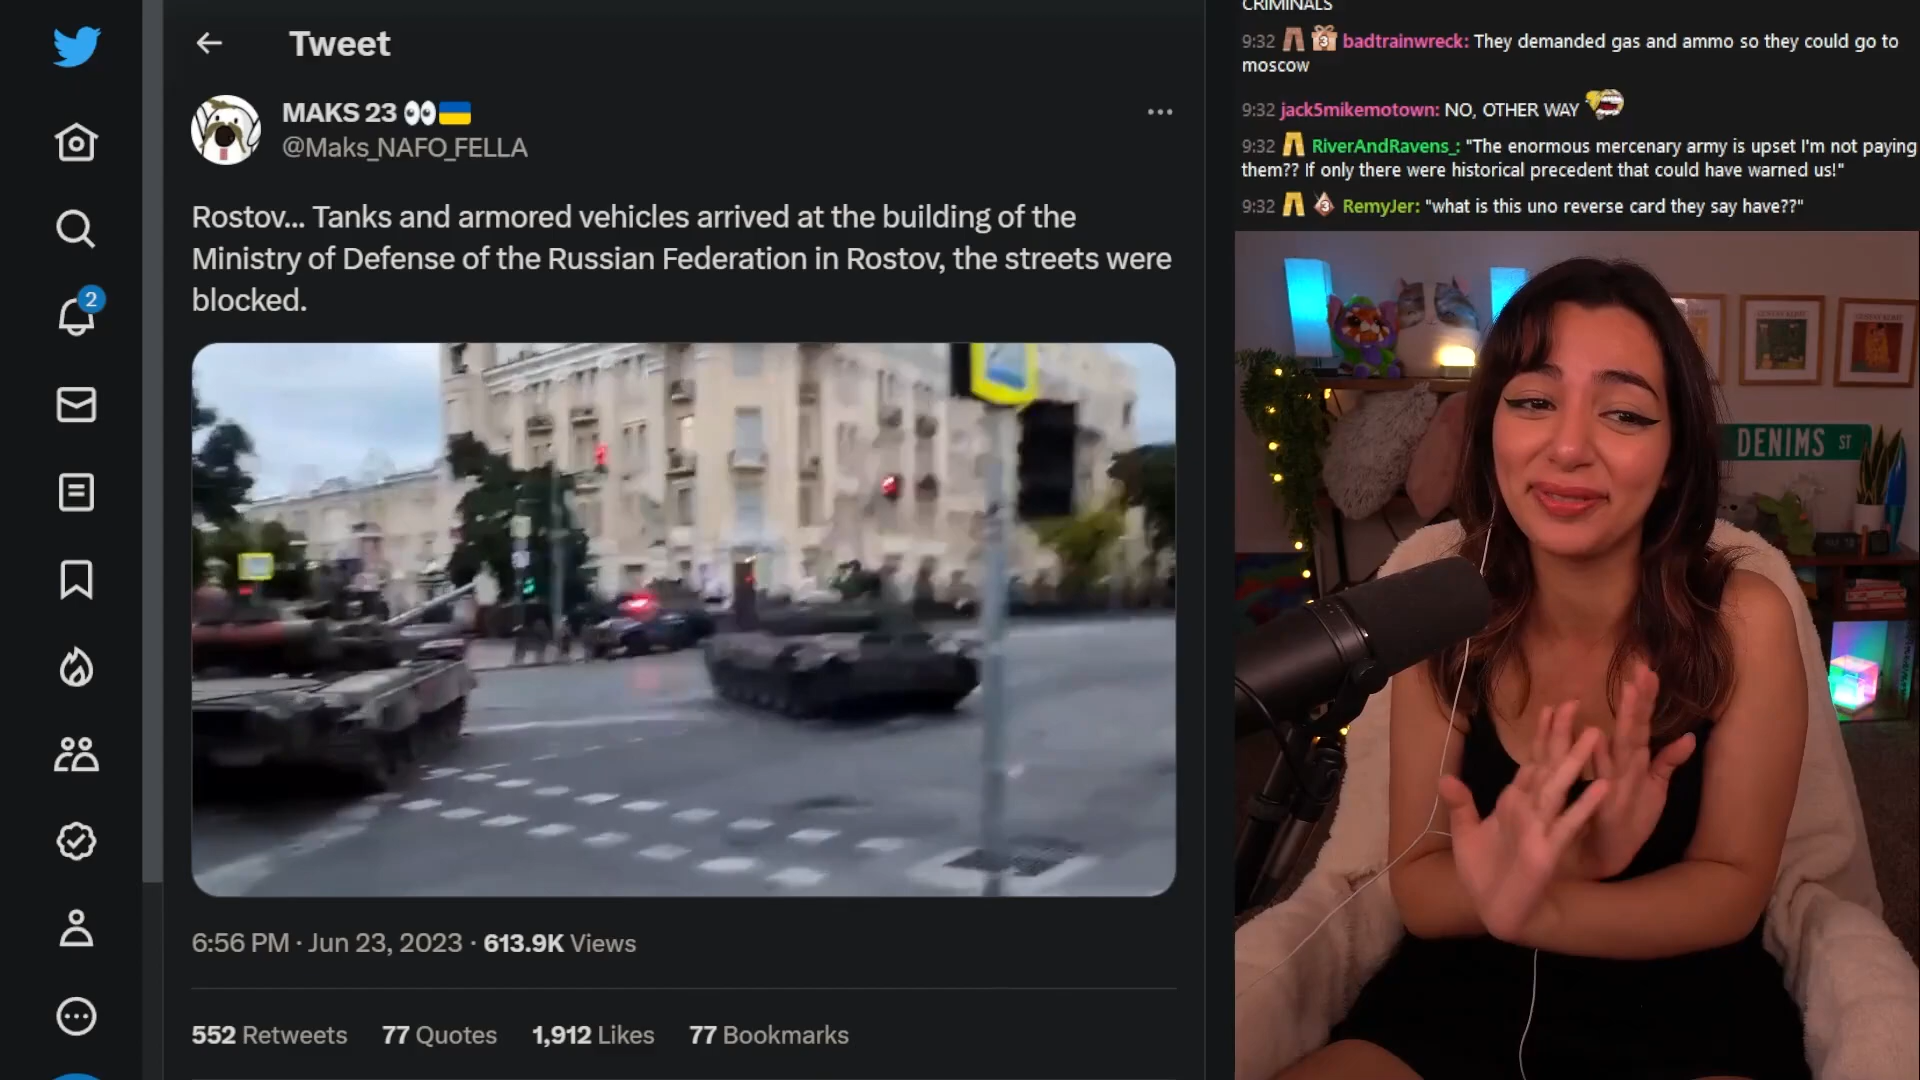 Tweet
MAKS 23 👀🇺🇦
@Maks_NAFO_FELLA
Rostov... Tanks and armored vehicles arrived at the building of the
Ministry of Defense of the Russian Federation in Rostov, the streets were
blocked.
6:56 PM · Jun 23, 2023 · 613.9K Views
552 Retweets 77 Quotes 1,912 Likes 77 Bookmarks
2
CRIMINALS
9:32 badtrainwreck: They demanded gas and ammo so they could go to
moscow
9:32 jack5mikemotown: NO, OTHER WAY
9:32 RiverAndRavens_: "The enormous mercenary army is upset I'm not paying
them?? If only there were historical precedent that could have warned us!"
9:32 3 RemyJer: "what is this uno reverse card they say have??"
DENIMS ST